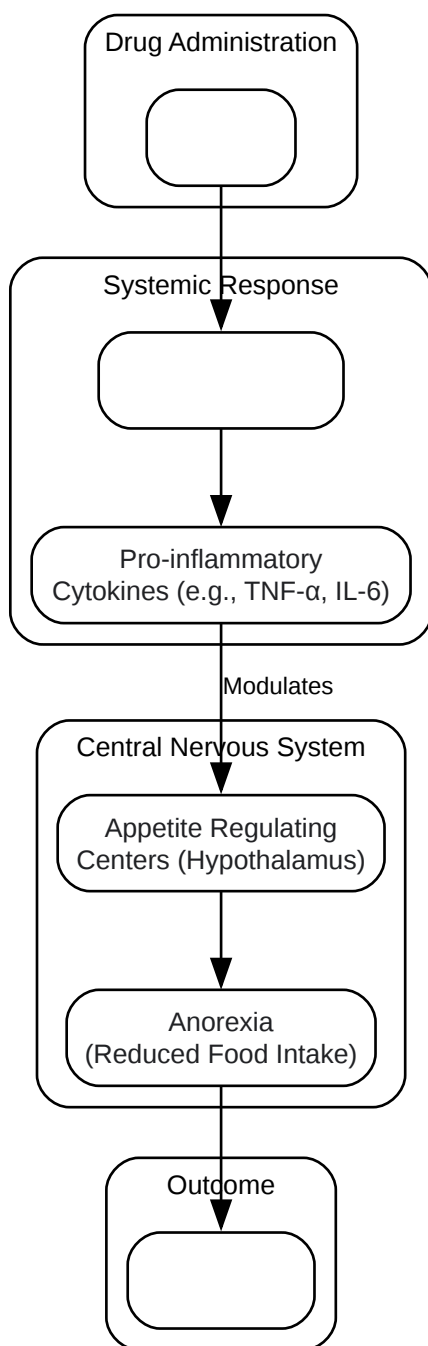 Drug Administration
Systemic Response
Pro-inflammatory
Cytokines (e.g., TNF-α, IL-6)
Modulates
Central Nervous System
Appetite Regulating
Centers (Hypothalamus)
Anorexia
(Reduced Food Intake)
Outcome